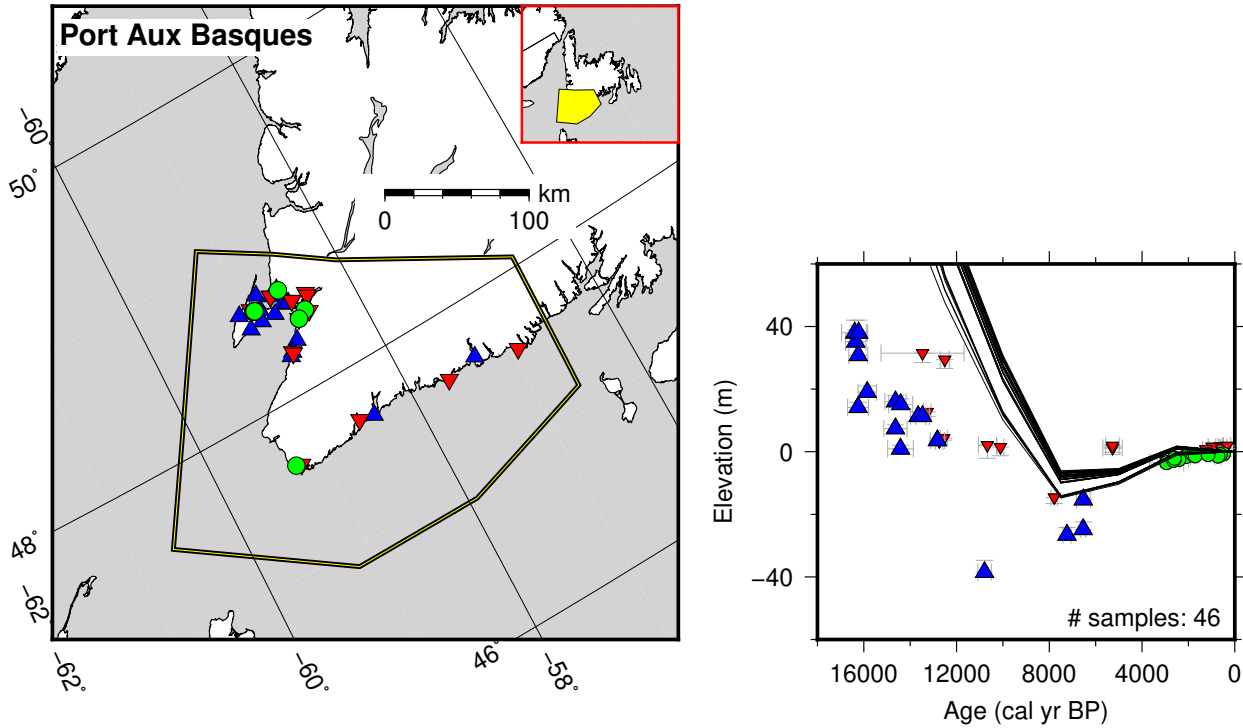 Port Aux Basques
km
0 100
−60˚
50˚
48˚
−62˚
−62˚
−60˚
46˚
−58˚
Elevation (m)
40
0
−40
# samples: 46
16000 12000 8000 4000 0
Age (cal yr BP)